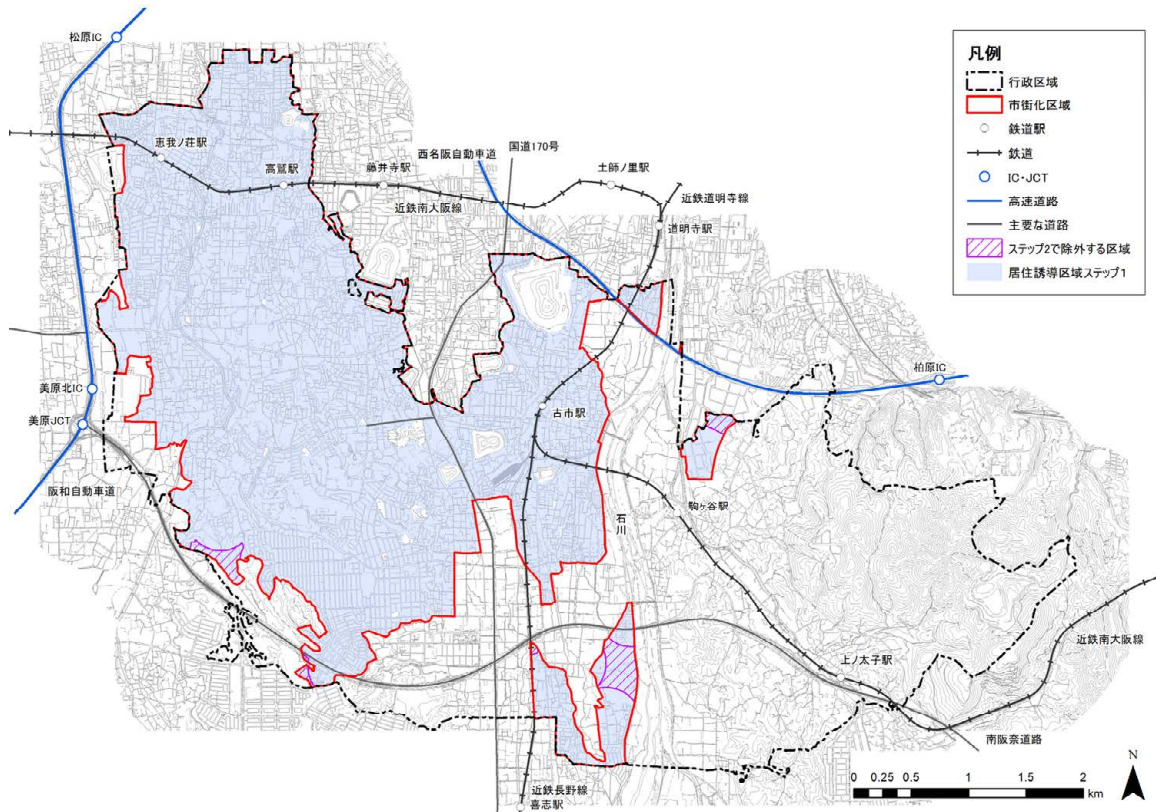 松原IC
恵我ノ荘駅
高鷲駅
藤井寺駅
西名阪自動車道
国道170号
土師ノ里駅
近鉄南大阪線
近鉄道明寺線
道明寺駅
凡例
行政区域
市街化区域
鉄道駅
鉄道
IC・JCT
高速道路
主要な道路
ステップ2で除外する区域
居住誘導区域ステップ1
美原北IC
美原JCT
柏原IC
古市駅
阪和自動車道
石川
駒ヶ谷駅
上ノ太子駅
近鉄南大阪線
南阪奈道路
近鉄長野線
喜志駅
N
0 0.25 0.5 1 1.5 2
km